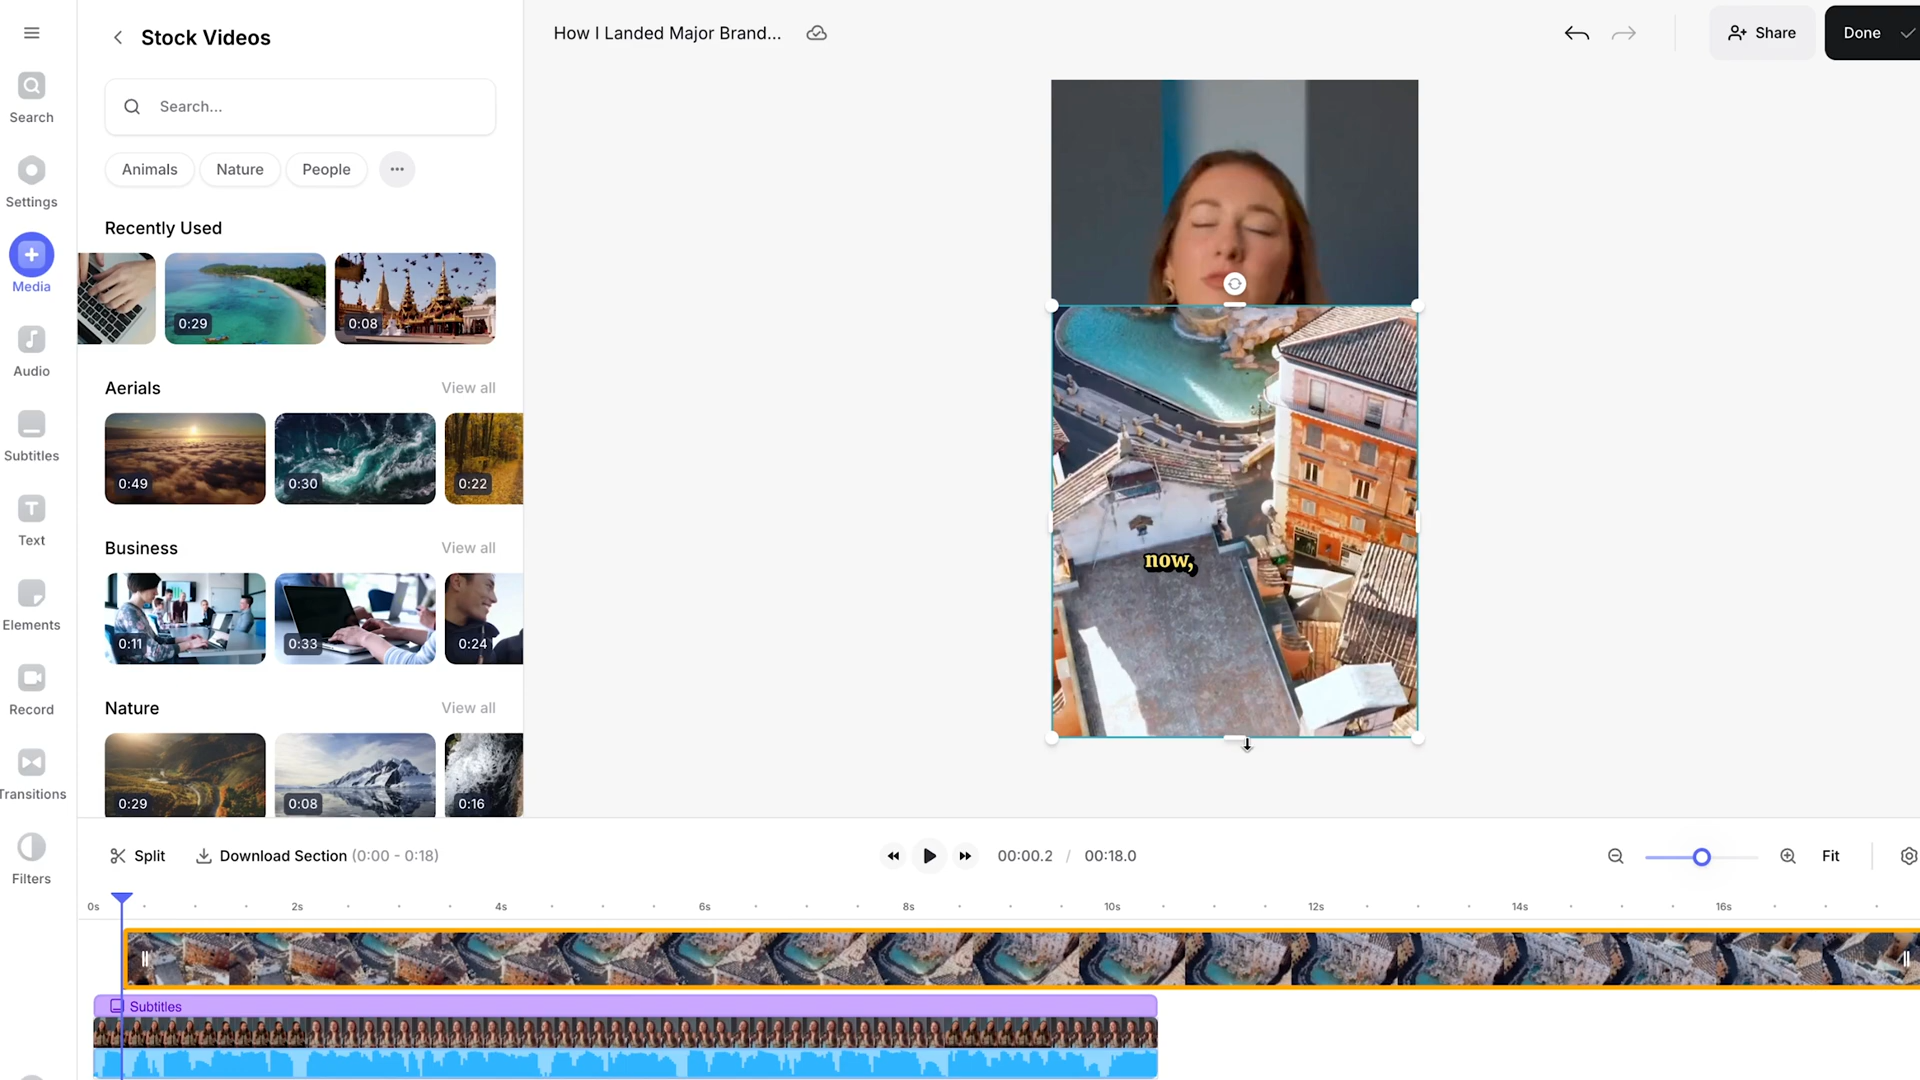 Stock Videos
How I Landed Major Brand...
Share
Done
Search
Settings
Media
Audio
Subtitles
Text
Elements
Record
Transitions
Filters
Search...
Animals
Nature
People
Recently Used
0:29
0:08
Aerials
View all
0:49
0:30
0:22
Business
View all
0:11
0:33
0:24
Nature
View all
0:29
0:08
0:16
now,
Split
Download Section (0:00 - 0:18)
00:00.2 / 00:18.0
Fit
0s
2s
4s
6s
8s
10s
12s
14s
16s
Subtitles